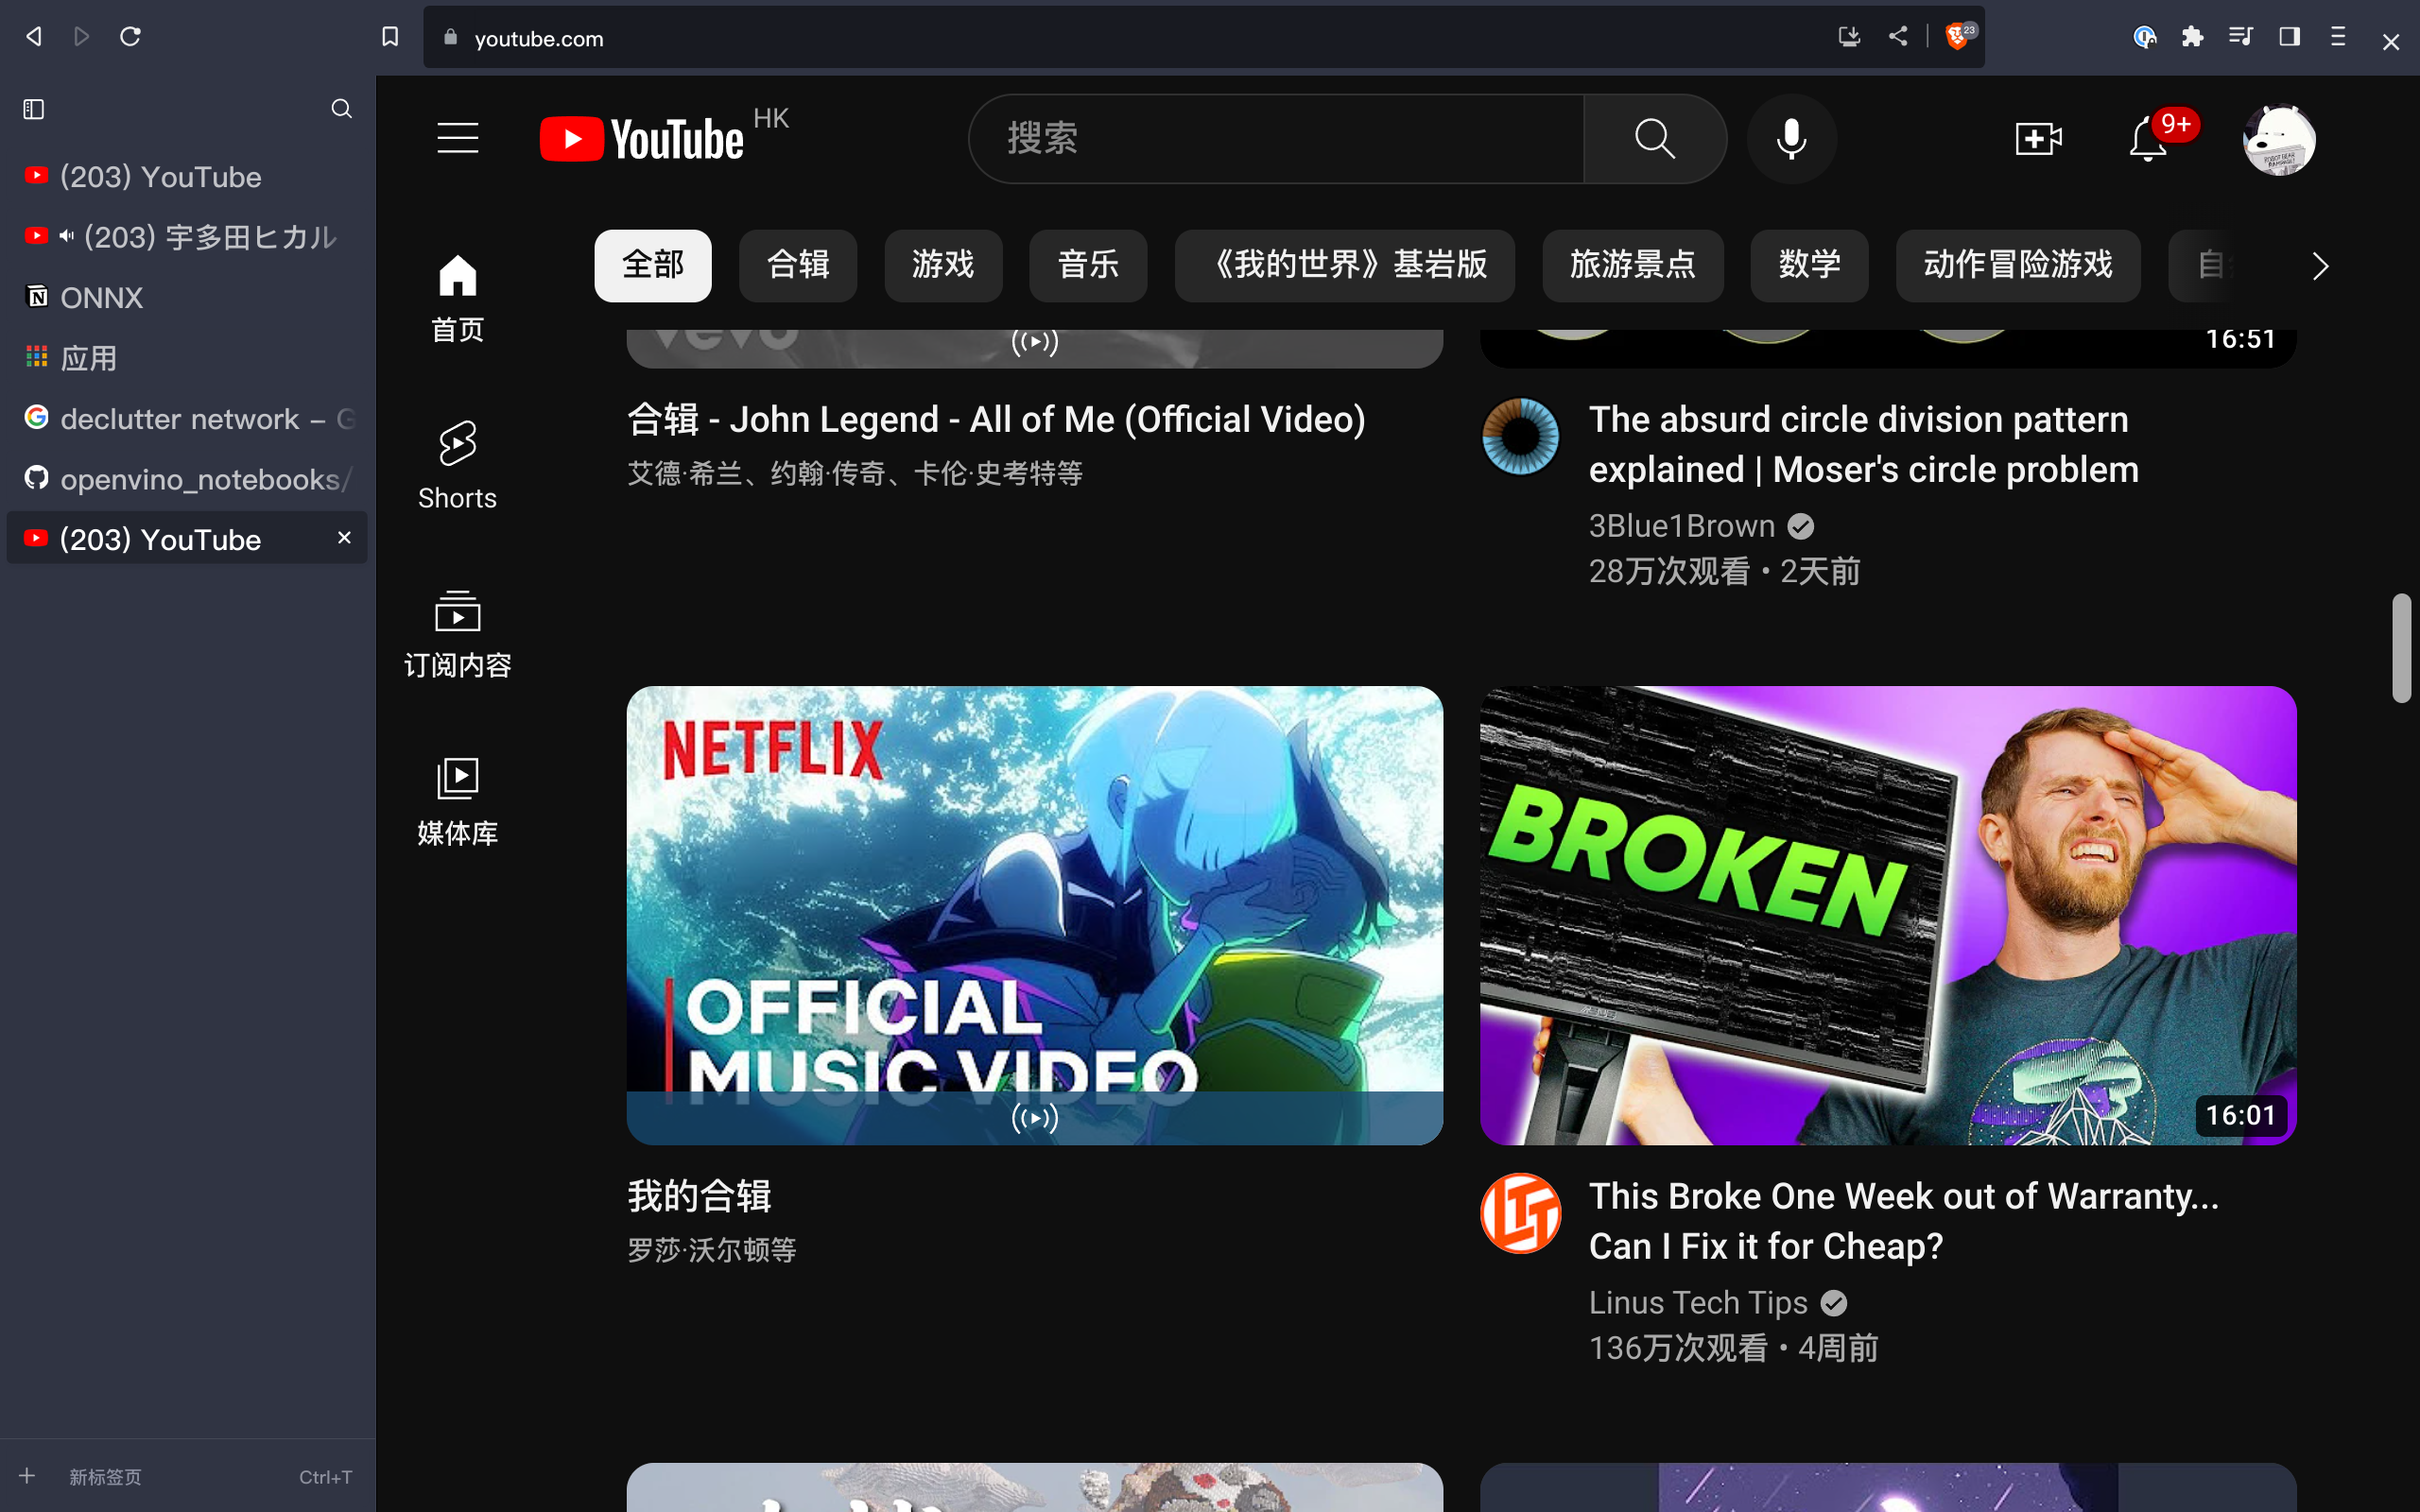 youtube.com
23
(203) YouTube
(203) 宇多田ヒカル
ONNX
应用
declutter network – G
openvino_notebooks/
(203) YouTube
新标签页
Ctrl+T
YouTube HK
搜索
9+
首页
Shorts
订阅内容
媒体库
全部
合辑
游戏
音乐
《我的世界》基岩版
旅游景点
数学
动作冒险游戏
vevo
16:51
合辑 - John Legend - All of Me (Official Video)
艾德·希兰、约翰·传奇、卡伦·史考特等
The absurd circle division pattern
explained | Moser's circle problem
3Blue1Brown
28万次观看 • 2天前
NETFLIX
OFFICIAL
MUSIC VIDEO
我的合辑
罗莎·沃尔顿等
BROKEN
16:01
LTT
This Broke One Week out of Warranty...
Can I Fix it for Cheap?
Linus Tech Tips
136万次观看 • 4周前